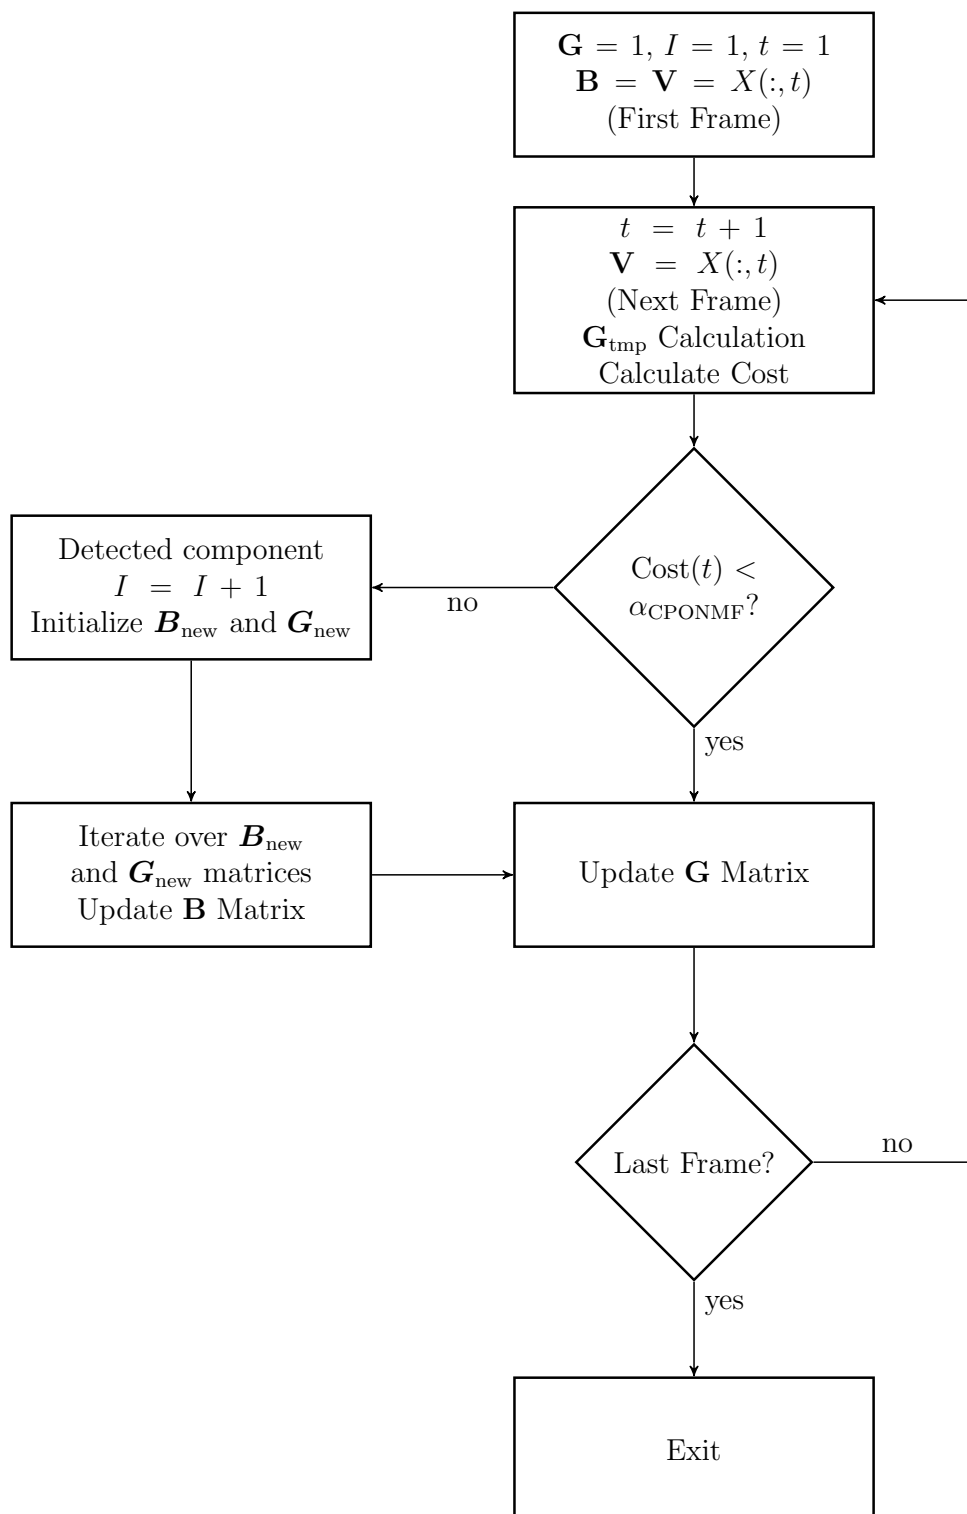 G = 1, I = 1, t = 1
B = V = X(:, t)
(First Frame)
t = t + 1
V = X(:, t)
(Next Frame)
G_tmp Calculation
Calculate Cost
Cost(t) <
α_CPONMF?
no
Detected component
I = I + 1
Initialize B_new and G_new
yes
Iterate over B_new
and G_new matrices
Update B Matrix
Update G Matrix
Last Frame?
no
yes
Exit